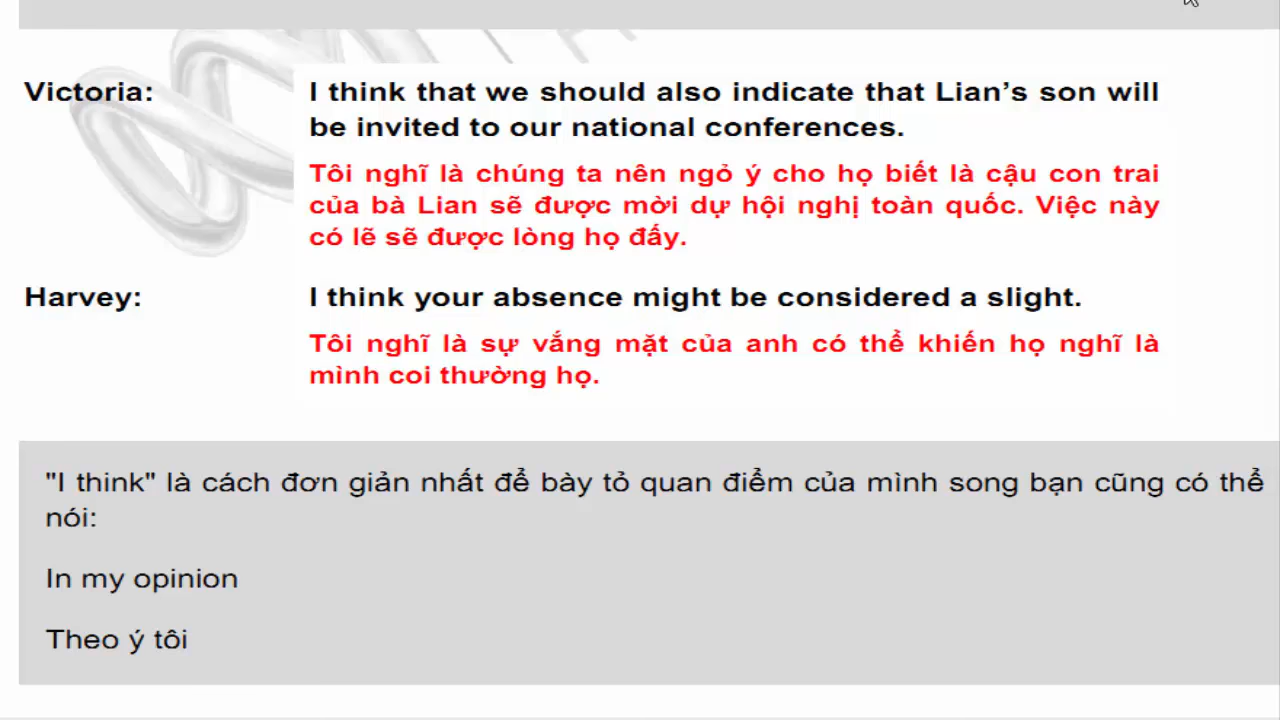 Victoria: I think that we should also indicate that Lian’s son will
be invited to our national conferences.
Tôi nghĩ là chúng ta nên ngỏ ý cho họ biết là cậu con trai
của bà Lian sẽ được mời dự hội nghị toàn quốc. Việc này
có lẽ sẽ được lòng họ đấy.
Harvey: I think your absence might be considered a slight.
Tôi nghĩ là sự vắng mặt của anh có thể khiến họ nghĩ là
mình coi thường họ.
"I think" là cách đơn giản nhất để bày tỏ quan điểm của mình song bạn cũng có thể
nói:
In my opinion
Theo ý tôi